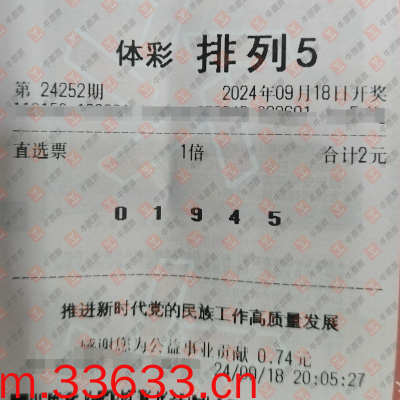 体彩 排列5
第 24252期 2024年09月18日开奖
直选票 1倍 合计2元
0 1 9 4 5
推进新时代党的民族工作高质量发展
感谢您为公益事业贡献 0.74元
24/09/18 20:05:27
m.33633.cn